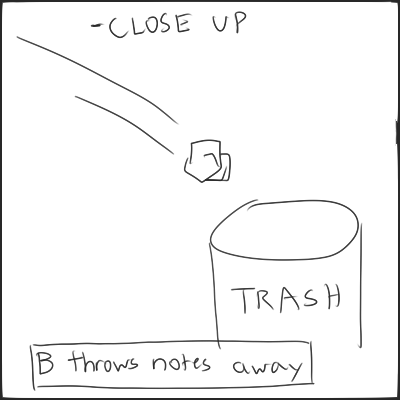 -CLOSE UP
TRASH
B throws notes away